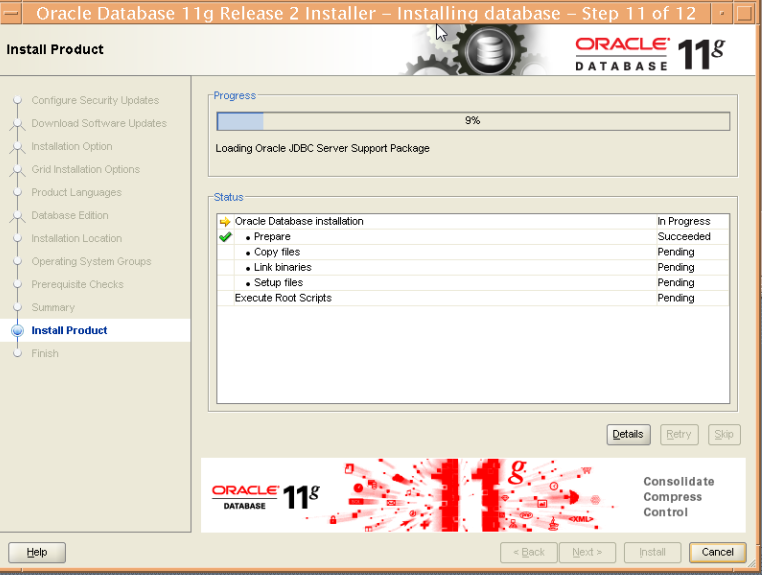 Oracle Database 11g Release 2 Installer – Installing database – Step 11 of 12
Install Product
ORACLE
DATABASE
11g
Configure Security Updates
Download Software Updates
Installation Option
Grid Installation Options
Product Languages
Database Edition
Installation Location
Operating System Groups
Prerequisite Checks
Summary
Install Product
Finish
Progress
9%
Loading Oracle JDBC Server Support Package
Status
Oracle Database installation In Progress
• Prepare Succeeded
• Copy files Pending
• Link binaries Pending
• Setup files Pending
Execute Root Scripts Pending
Details Retry Skip
ORACLE
DATABASE
11g
11g
<XML>
Consolidate
Compress
Control
Help < Back Next > Install Cancel